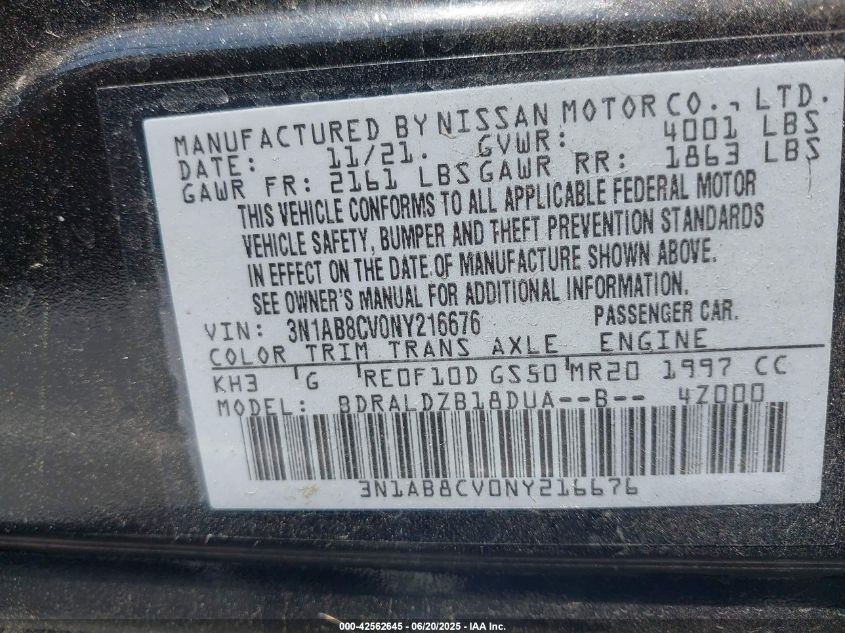 MANUFACTURED BY NISSAN MOTOR CO., LTD.
DATE: 11/21. GVWR: 4001 LBS
GAWR FR: 2161 LBS GAWR RR: 1863 LBS
THIS VEHICLE CONFORMS TO ALL APPLICABLE FEDERAL MOTOR
VEHICLE SAFETY, BUMPER AND THEFT PREVENTION STANDARDS
IN EFFECT ON THE DATE OF MANUFACTURE SHOWN ABOVE.
SEE OWNER'S MANUAL FOR ADDITIONAL INFORMATION.
VIN: 3N1AB8CV0NY216676 PASSENGER CAR.
COLOR TRIM TRANS AXLE ENGINE
KH3 G RE0F10D GS50 MR20 1997 CC
MODEL: BDRALDZB18DUA--B-- 4Z000
3N1AB8CV0NY216676
000-42562645 - 06/20/2025 - IAA Inc.